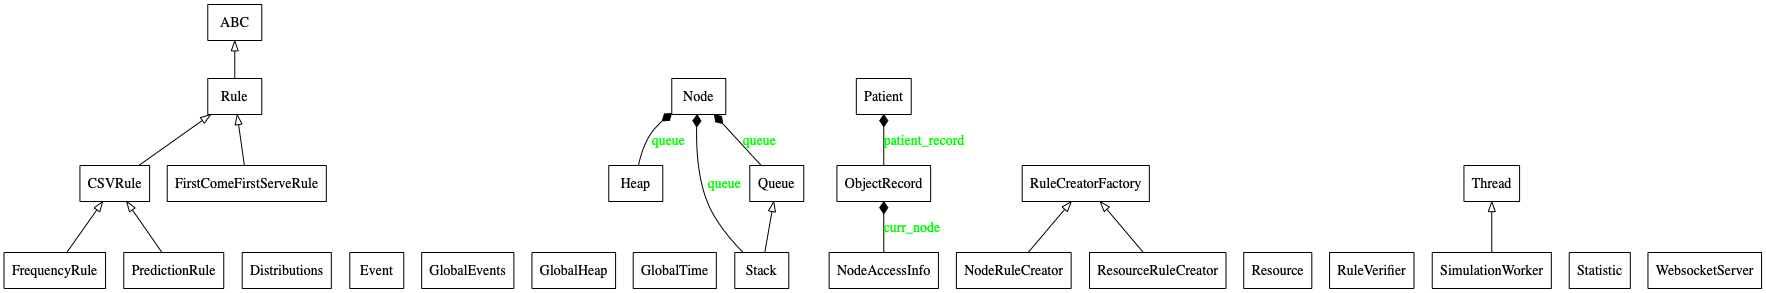 ABC
Rule
Node
Patient
queue
queue
patient_record
CSVRule
FirstComeFirstServeRule
Heap
queue
Queue
ObjectRecord
RuleCreatorFactory
Thread
curr_node
FrequencyRule
PredictionRule
Distributions
Event
GlobalEvents
GlobalHeap
GlobalTime
Stack
NodeAccessInfo
NodeRuleCreator
ResourceRuleCreator
Resource
RuleVerifier
SimulationWorker
Statistic
WebsocketServer